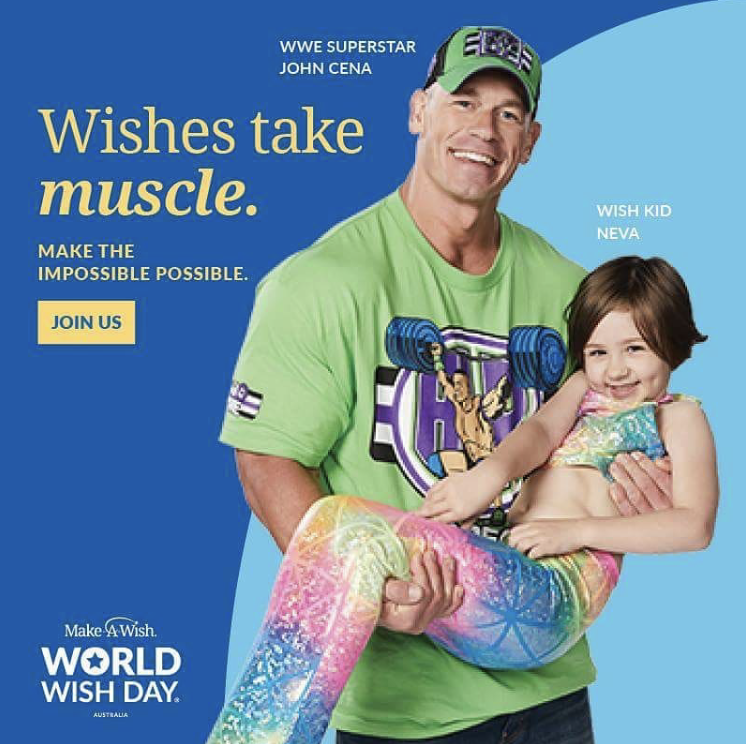 WWE SUPERSTAR
JOHN CENA
Wishes take
muscle.
MAKE THE
IMPOSSIBLE POSSIBLE.
JOIN US
WISH KID
NEVA
Make-A-Wish.
WORLD
WISH DAY®
AUSTRALIA